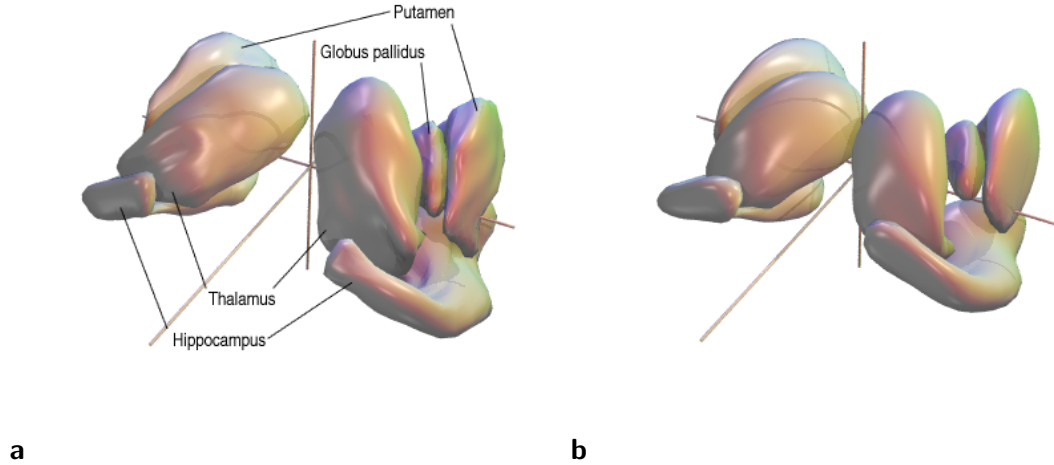 Putamen
Globus pallidus
Thalamus
Hippocampus
a
b